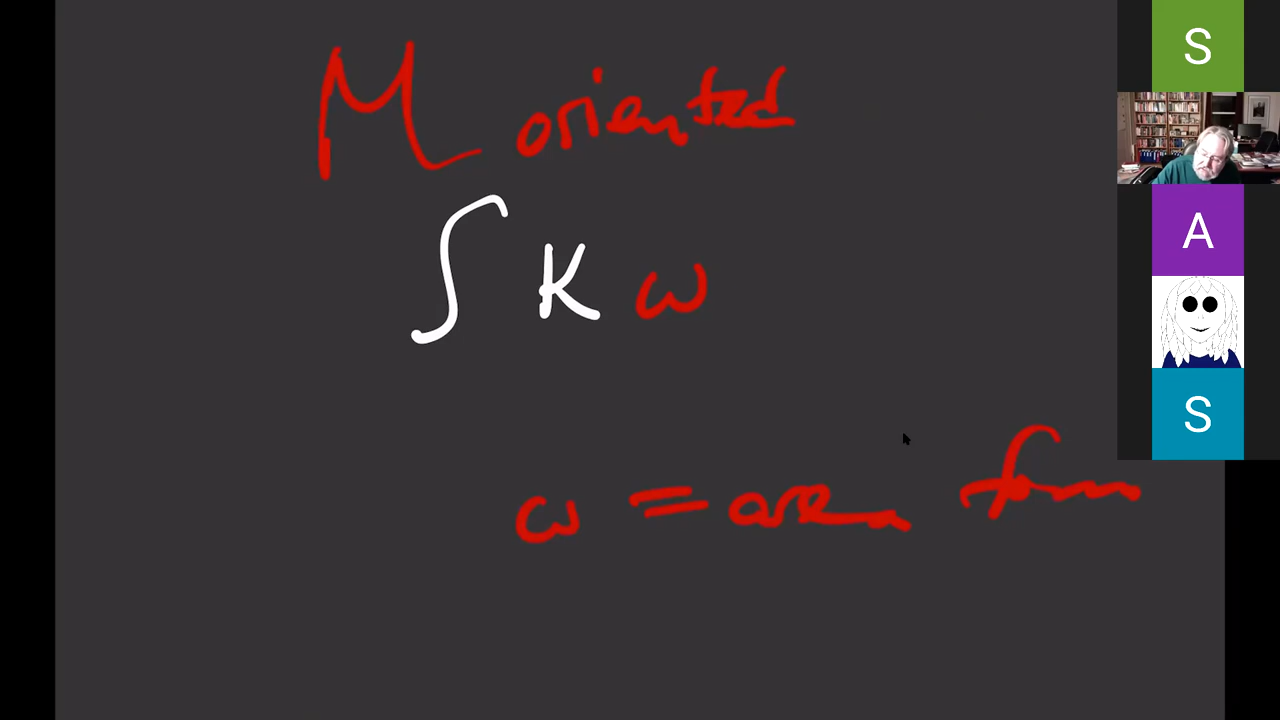 M oriented
∫ K ω
ω = area form
S
A
S